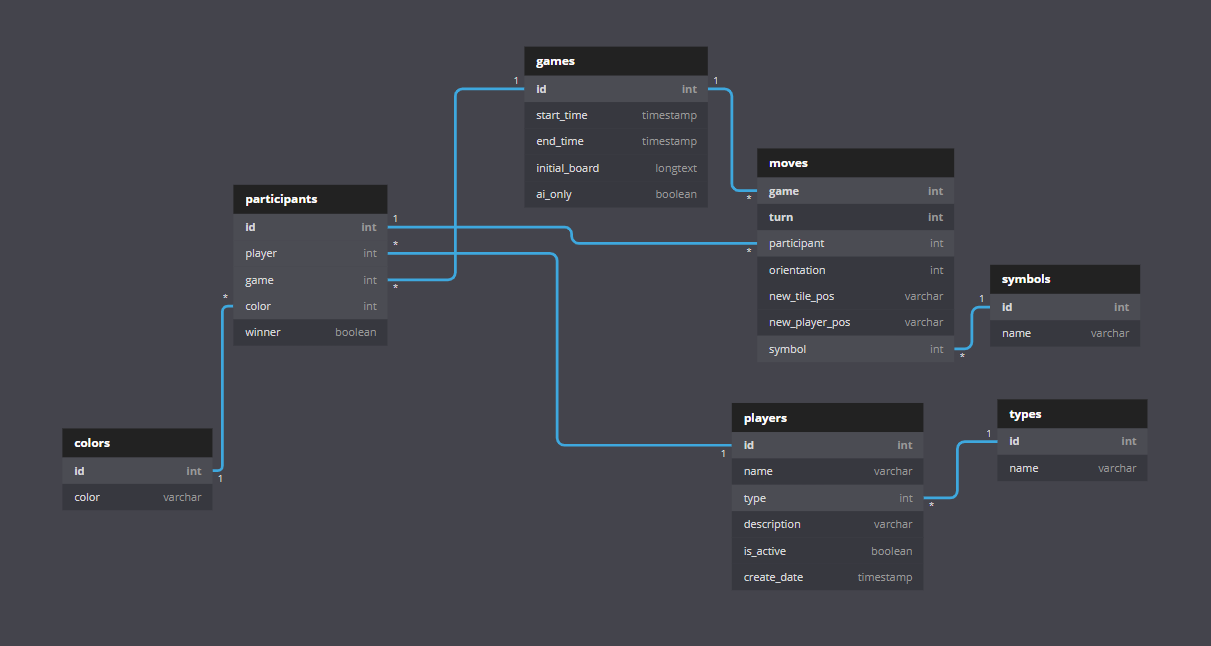 games
id int
start_time timestamp
end_time timestamp
initial_board longtext
ai_only boolean
1
1
moves
game int
turn int
participant int
orientation int
new_tile_pos varchar
new_player_pos varchar
symbol int
*
*
*
participants
id int
player int
game int
color int
winner boolean
1
*
*
*
symbols
id int
name varchar
1
colors
id int
color varchar
1
players
id int
name varchar
type int
description varchar
is_active boolean
create_date timestamp
1
*
types
id int
name varchar
1